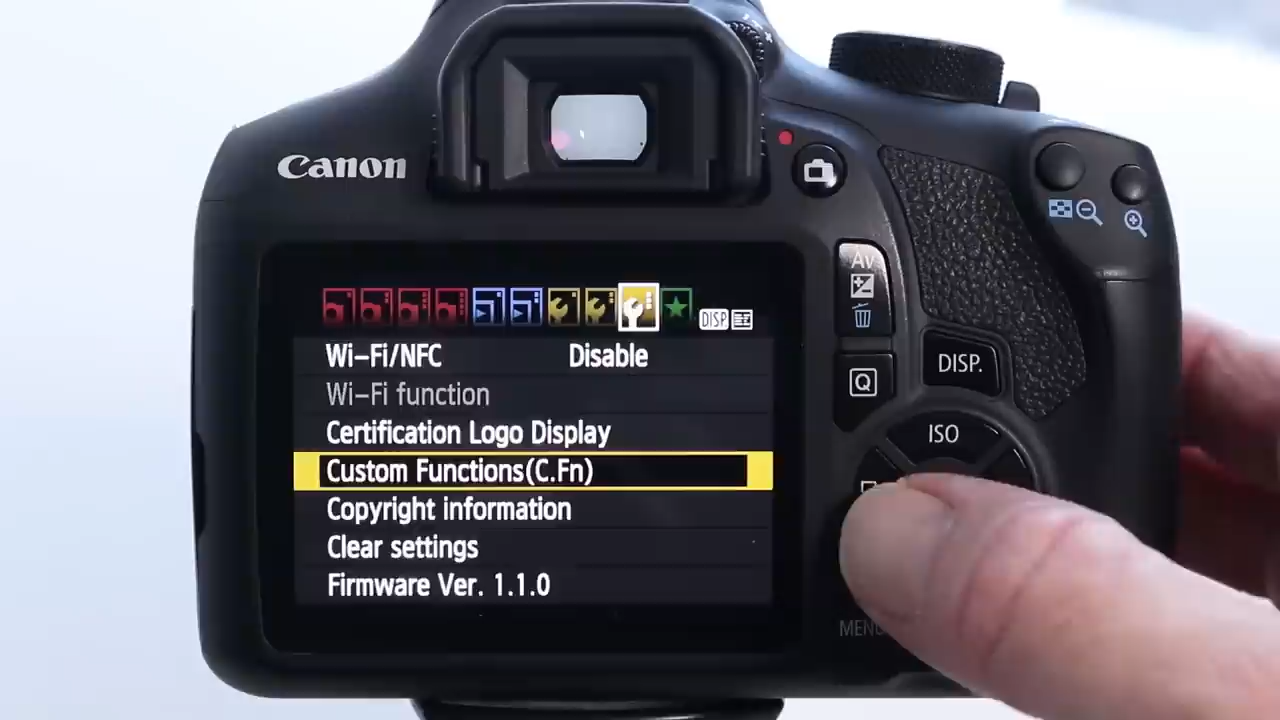 Canon
DISP.
Wi-Fi/NFC Disable
Wi-Fi function
Certification Logo Display
Custom Functions(C.Fn)
Copyright information
Clear settings
Firmware Ver. 1.1.0
Av
Q
DISP.
ISO
MENU